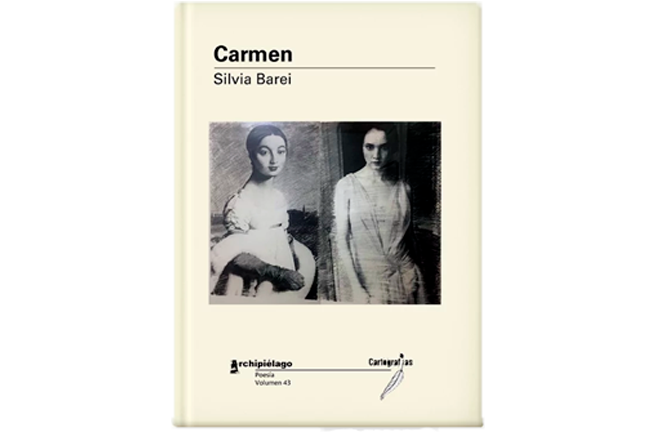 Carmen
Silvia Barei
Archipiélago
Poesía
Volumen 43
Cartografías